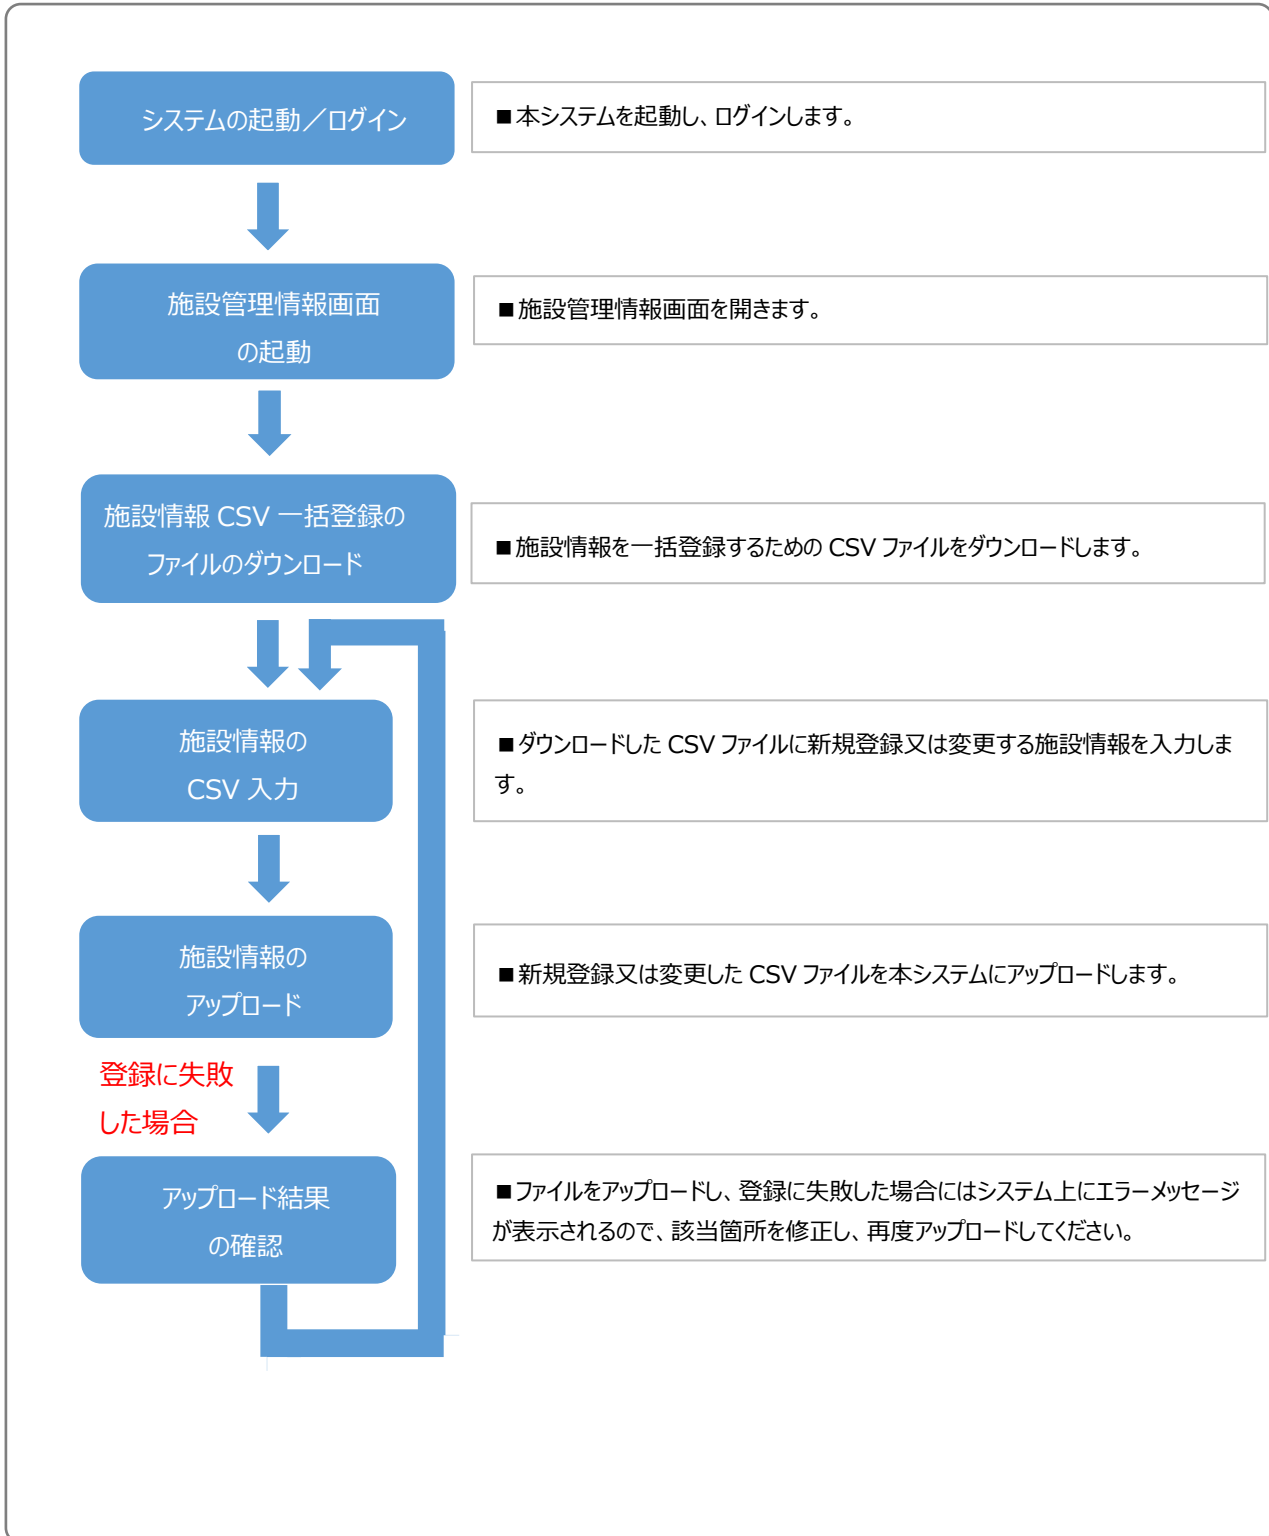 システムの起動／ログイン
■本システムを起動し、ログインします。
施設管理情報画面
の起動
■施設管理情報画面を開きます。
施設情報 CSV 一括登録の
ファイルのダウンロード
■施設情報を一括登録するための CSV ファイルをダウンロードします。
施設情報の
CSV 入力
■ダウンロードした CSV ファイルに新規登録又は変更する施設情報を入力しま
す。
施設情報の
アップロード
■新規登録又は変更した CSV ファイルを本システムにアップロードします。
登録に失敗
した場合
アップロード結果
の確認
■ファイルをアップロードし、登録に失敗した場合にはシステム上にエラーメッセージ
が表示されるので、該当箇所を修正し、再度アップロードしてください。